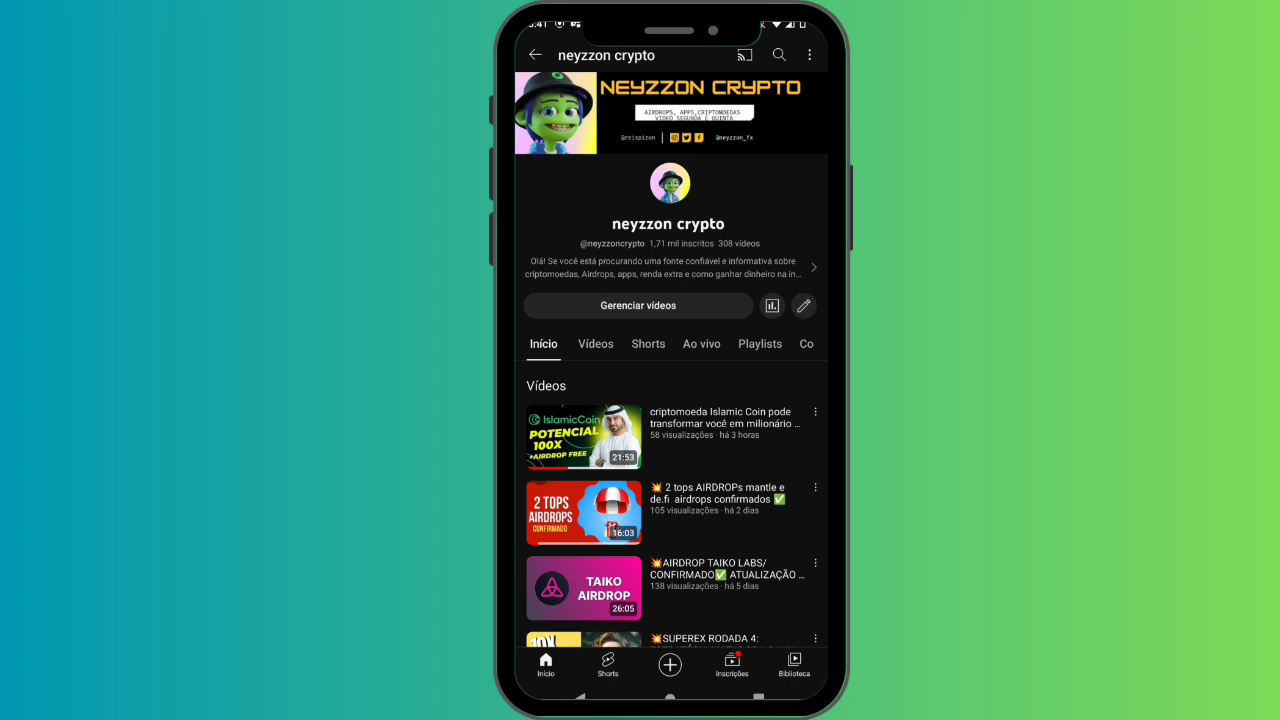 neyzzon crypto
NEYZZON CRYPTO
AIRDROPS, APPS,CRIPTOMOEDAS
VÍDEO SEGUNDA E QUINTA
@reispizon
@neyzzon_fx
neyzzon crypto
@neyzzoncrypto 1,71 mil inscritos 308 vídeos
Olá! Se você está procurando uma fonte confiável e informativa sobre
criptomoedas, Airdrops, apps, renda extra e como ganhar dinheiro na in...
Gerenciar vídeos
Início Vídeos Shorts Ao vivo Playlists Co
Vídeos
IslamicCoin
POTENCIAL
100X
+AIRDROP FREE
21:53
criptomoeda Islamic Coin pode
transformar você em milionário ...
58 visualizações · há 3 horas
2 TOPS
AIRDROPS
CONFIRMADO
16:03
💥 2 tops AIRDROPs mantle e
de.fi airdrops confirmados ✅
105 visualizações · há 2 dias
TAIKO
AIRDROP
26:05
💥AIRDROP TAIKO LABS/
CONFIRMADO✅ ATUALIZAÇÃO ...
138 visualizações · há 5 dias
💥SUPEREX RODADA 4:
Início Shorts Inscrições Biblioteca